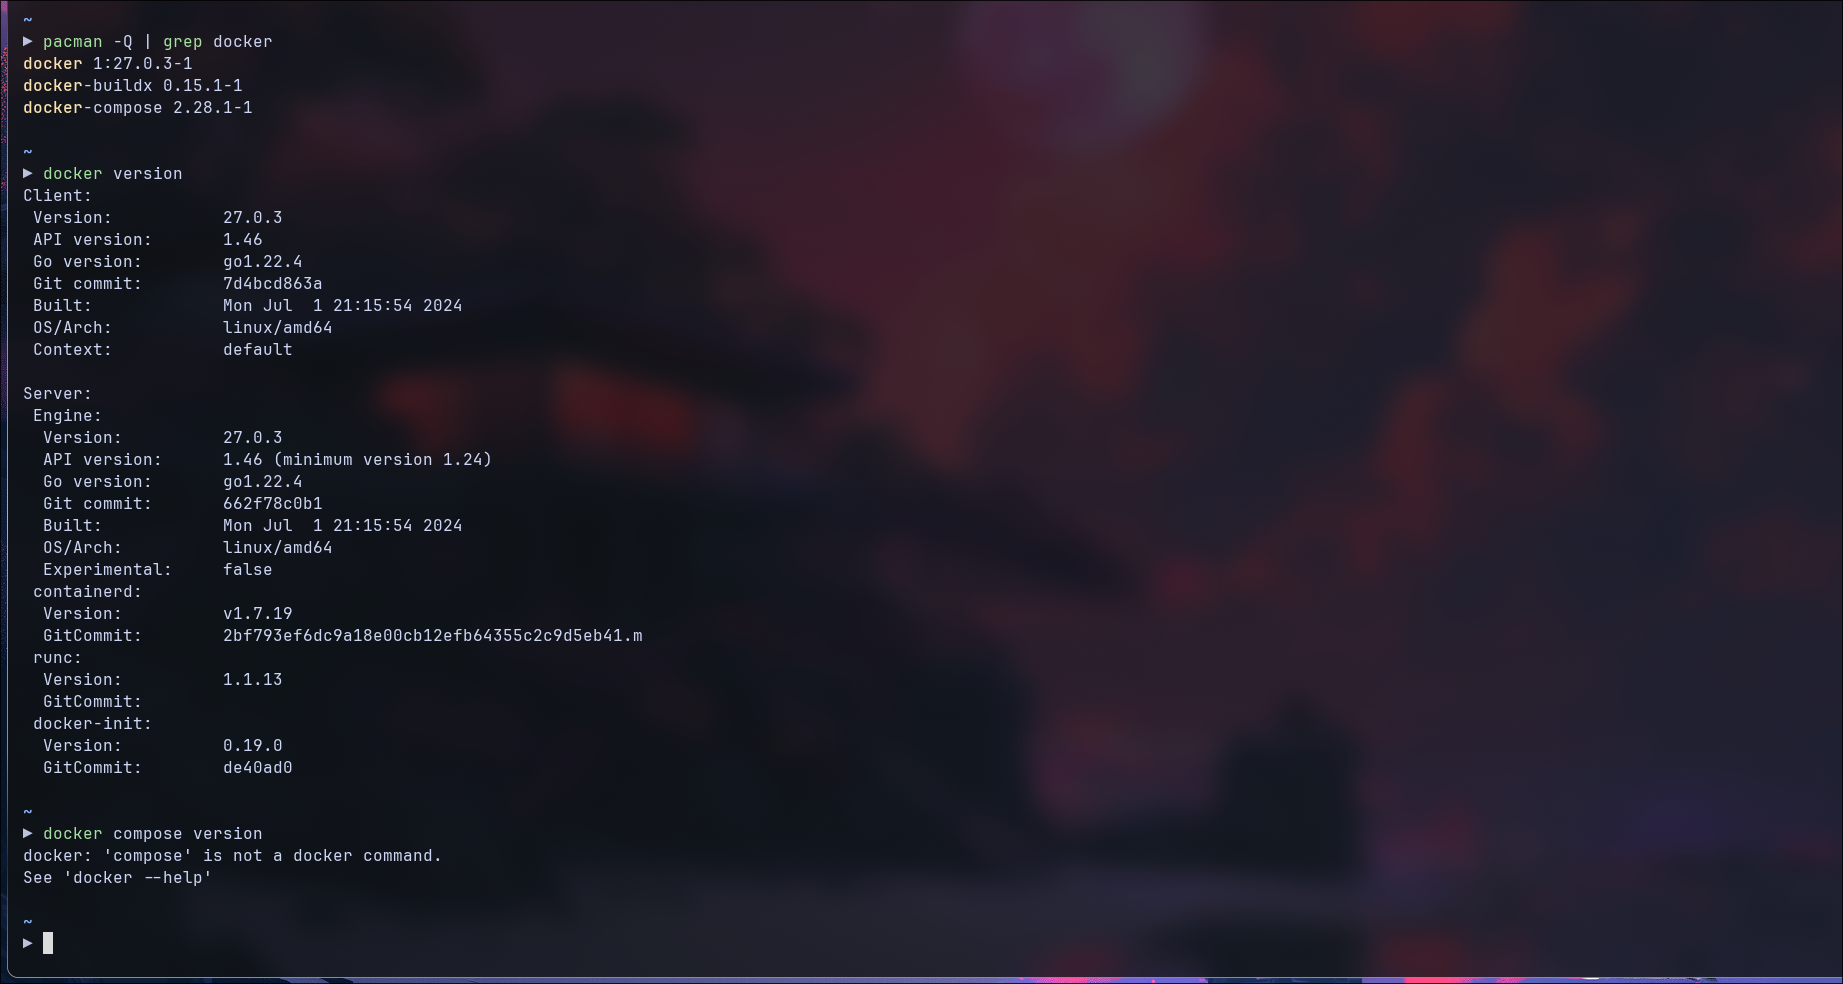 ~
▶ pacman -Q | grep docker
docker 1:27.0.3-1
docker-buildx 0.15.1-1
docker-compose 2.28.1-1

~
▶ docker version
Client:
 Version:           27.0.3
 API version:       1.46
 Go version:        go1.22.4
 Git commit:        7d4bcd863a
 Built:             Mon Jul  1 21:15:54 2024
 OS/Arch:           linux/amd64
 Context:           default

Server:
 Engine:
  Version:          27.0.3
  API version:      1.46 (minimum version 1.24)
  Go version:       go1.22.4
  Git commit:       662f78c0b1
  Built:            Mon Jul  1 21:15:54 2024
  OS/Arch:          linux/amd64
  Experimental:     false
 containerd:
  Version:          v1.7.19
  GitCommit:        2bf793ef6dc9a18e00cb12efb64355c2c9d5eb41.m
 runc:
  Version:          1.1.13
  GitCommit:
 docker-init:
  Version:          0.19.0
  GitCommit:        de40ad0

~
▶ docker compose version
docker: 'compose' is not a docker command.
See 'docker --help'

~
▶